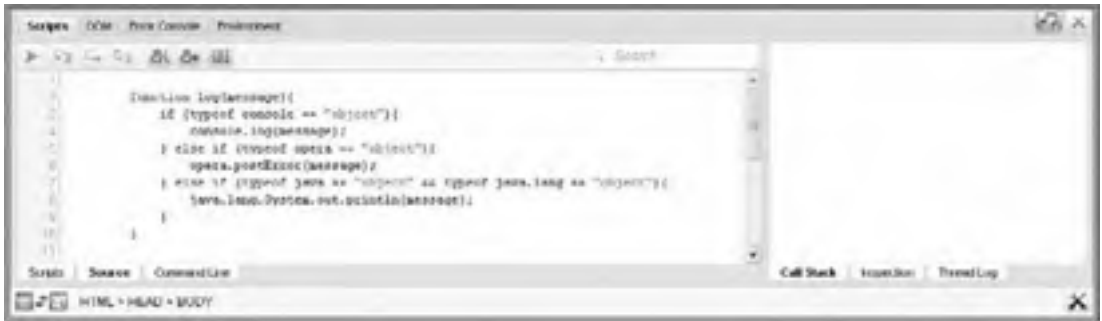 Scripts DOM Error Console Environment
Search
1
2 function log(message){
3 if (typeof console == "object"){
4 console.log(message);
5 } else if (typeof opera == "object"){
6 opera.postError(message);
7 } else if (typeof java == "object" && typeof java.lang == "object"){
8 java.lang.System.out.println(message);
9 }
10 }
11
Scripts Source Command Line
Call Stack Inspection Thread Log
HTML > HEAD > BODY